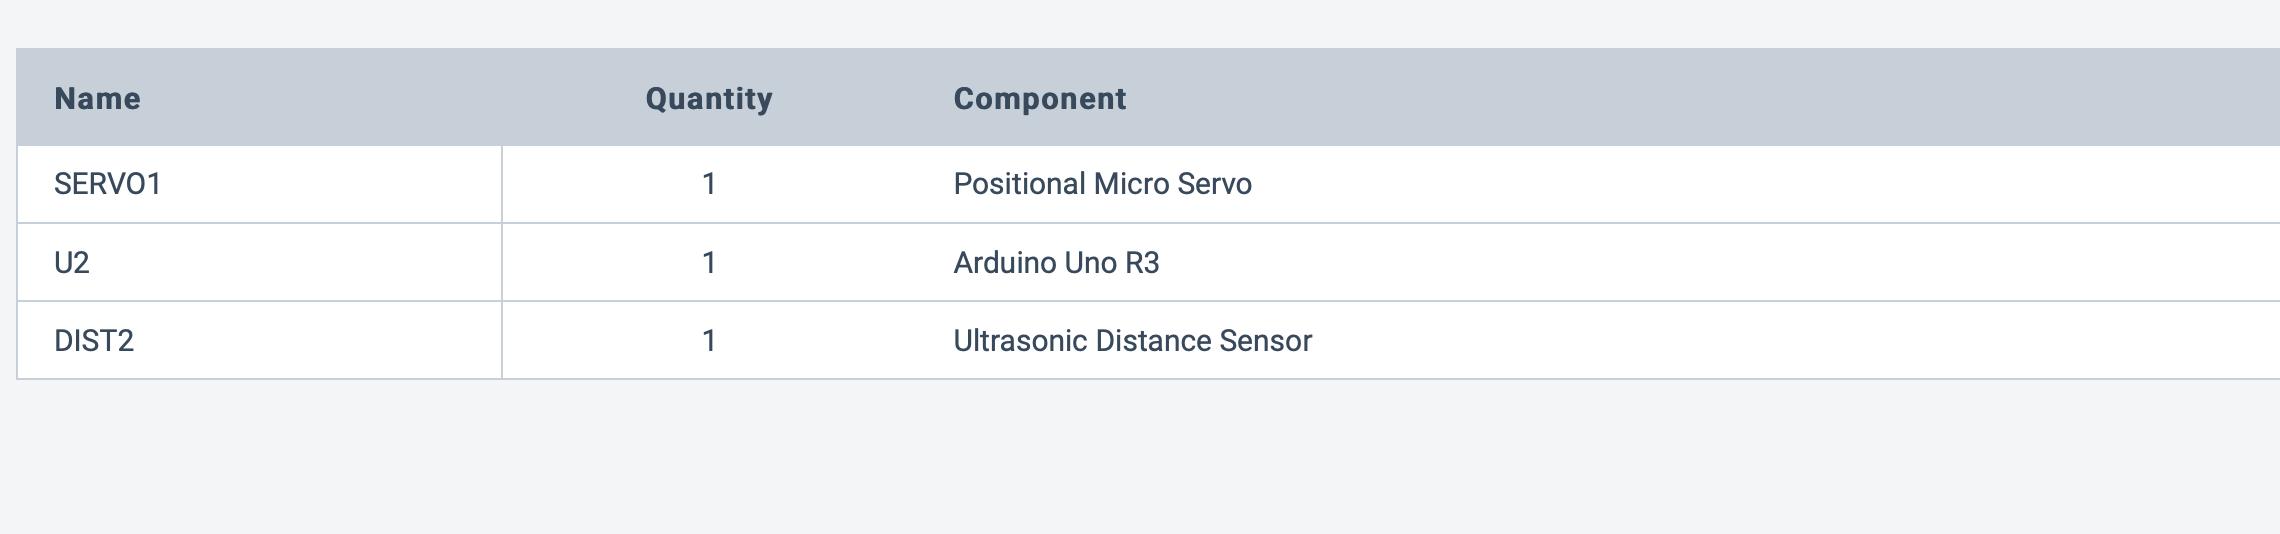 Name Quantity Component
SERVO1 1 Positional Micro Servo
U2 1 Arduino Uno R3
DIST2 1 Ultrasonic Distance Sensor